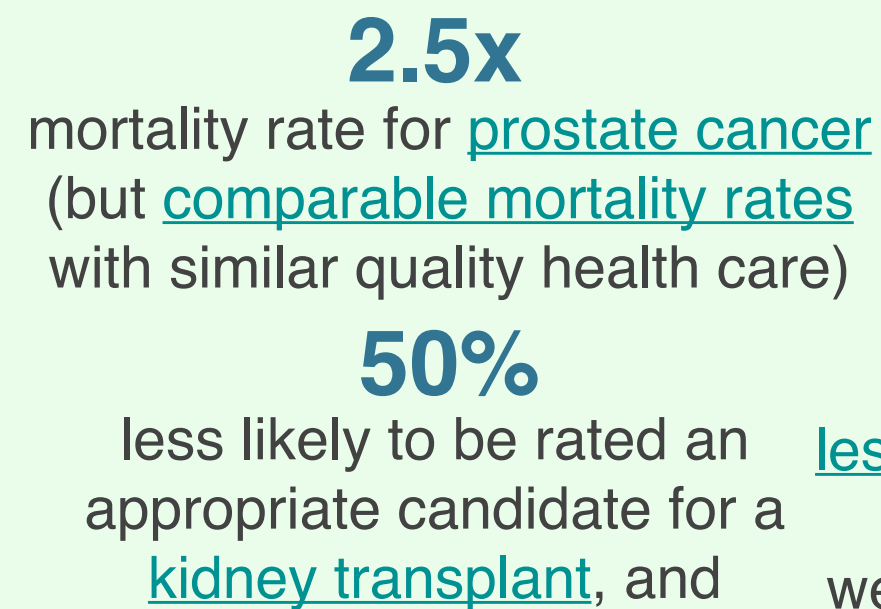 2.5x
mortality rate for prostate cancer
(but comparable mortality rates
with similar quality health care)
50%
less likely to be rated an
appropriate candidate for a
kidney transplant, and